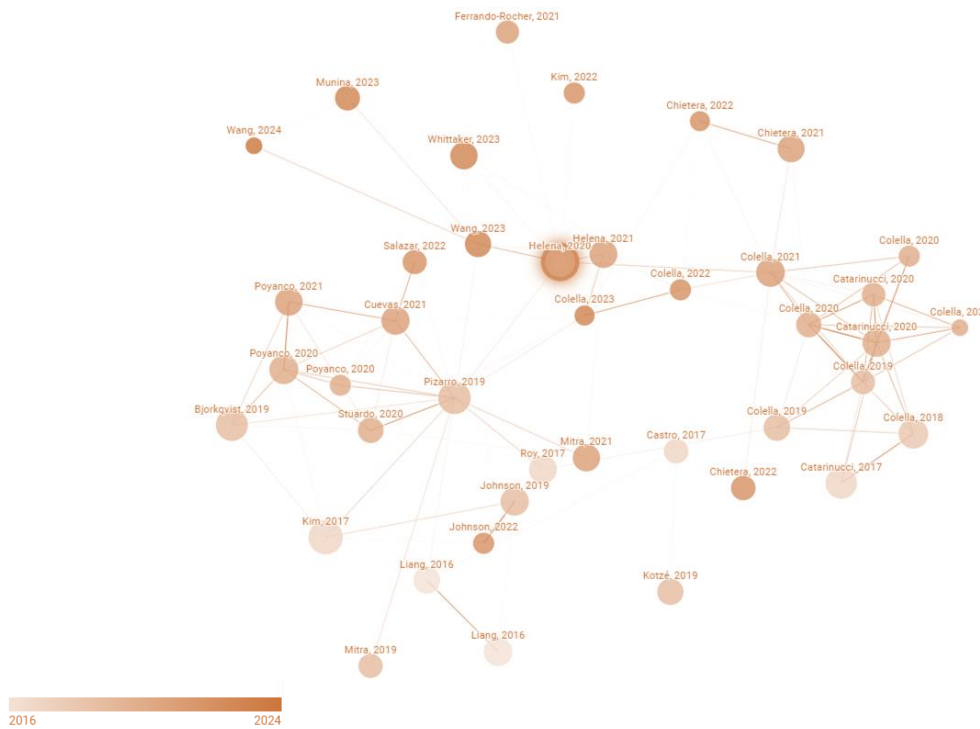 Ferrando-Rocher, 2021
Kim, 2022
Munina, 2023
Chietera, 2022
Wang, 2024
Chietera, 2021
Whittaker, 2023
Wang, 2023
Helena, 2021
Helena, 2020
Salazar, 2022
Colella, 2020
Colella, 2021
Colella, 2022
Catarinucci, 2020
Poyanco, 2021
Colella, 2023
Cuevas, 2021
Colella, 2020
Colella, 202
Catarinucci, 2020
Poyanco, 2020
Colella, 2019
Poyanco, 2020
Pizarro, 2019
Bjorkqvist, 2019
Stuardo, 2020
Colella, 2019
Colella, 2018
Castro, 2017
Mitra, 2021
Roy, 2017
Catarinucci, 2017
Chietera, 2022
Johnson, 2019
Kim, 2017
Johnson, 2022
Liang, 2016
Kotzé, 2019
Liang, 2016
Mitra, 2019
2016
2024